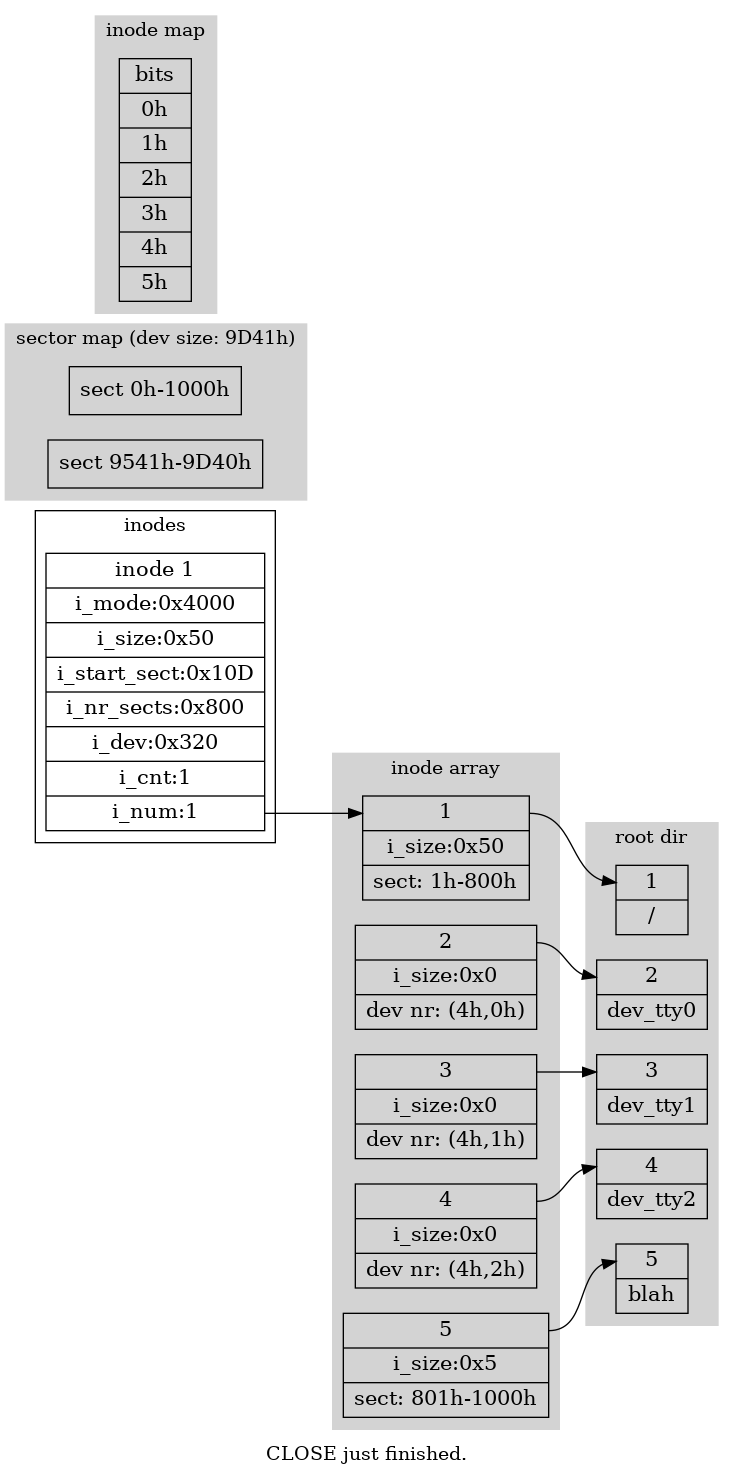 inode map
bits
0h
1h
2h
3h
4h
5h
sector map (dev size: 9D41h)
sect 0h-1000h
sect 9541h-9D40h
inodes
inode 1
i_mode:0x4000
i_size:0x50
i_start_sect:0x10D
i_nr_sects:0x800
i_dev:0x320
i_cnt:1
i_num:1
inode array
1
i_size:0x50
sect: 1h-800h
2
i_size:0x0
dev nr: (4h,0h)
3
i_size:0x0
dev nr: (4h,1h)
4
i_size:0x0
dev nr: (4h,2h)
5
i_size:0x5
sect: 801h-1000h
root dir
1
/
2
dev_tty0
3
dev_tty1
4
dev_tty2
5
blah
CLOSE just finished.